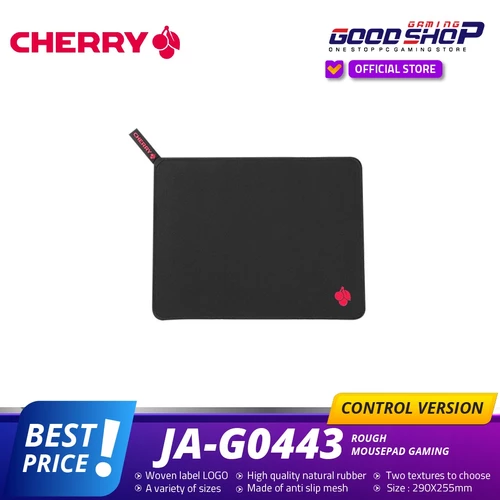 CHERRY
GAMING
GOODSHOP
ONE STOP PC GAMING STORE
OFFICIAL STORE
CHERRY
CONTROL VERSION
BEST
PRICE!
JA-G0443
ROUGH
MOUSEPAD GAMING
> Woven label LOGO
> High quality natural rubber
> Two textures to choose
> A variety of sizes
> Made of anti slip mesh
> Size : 290X255mm